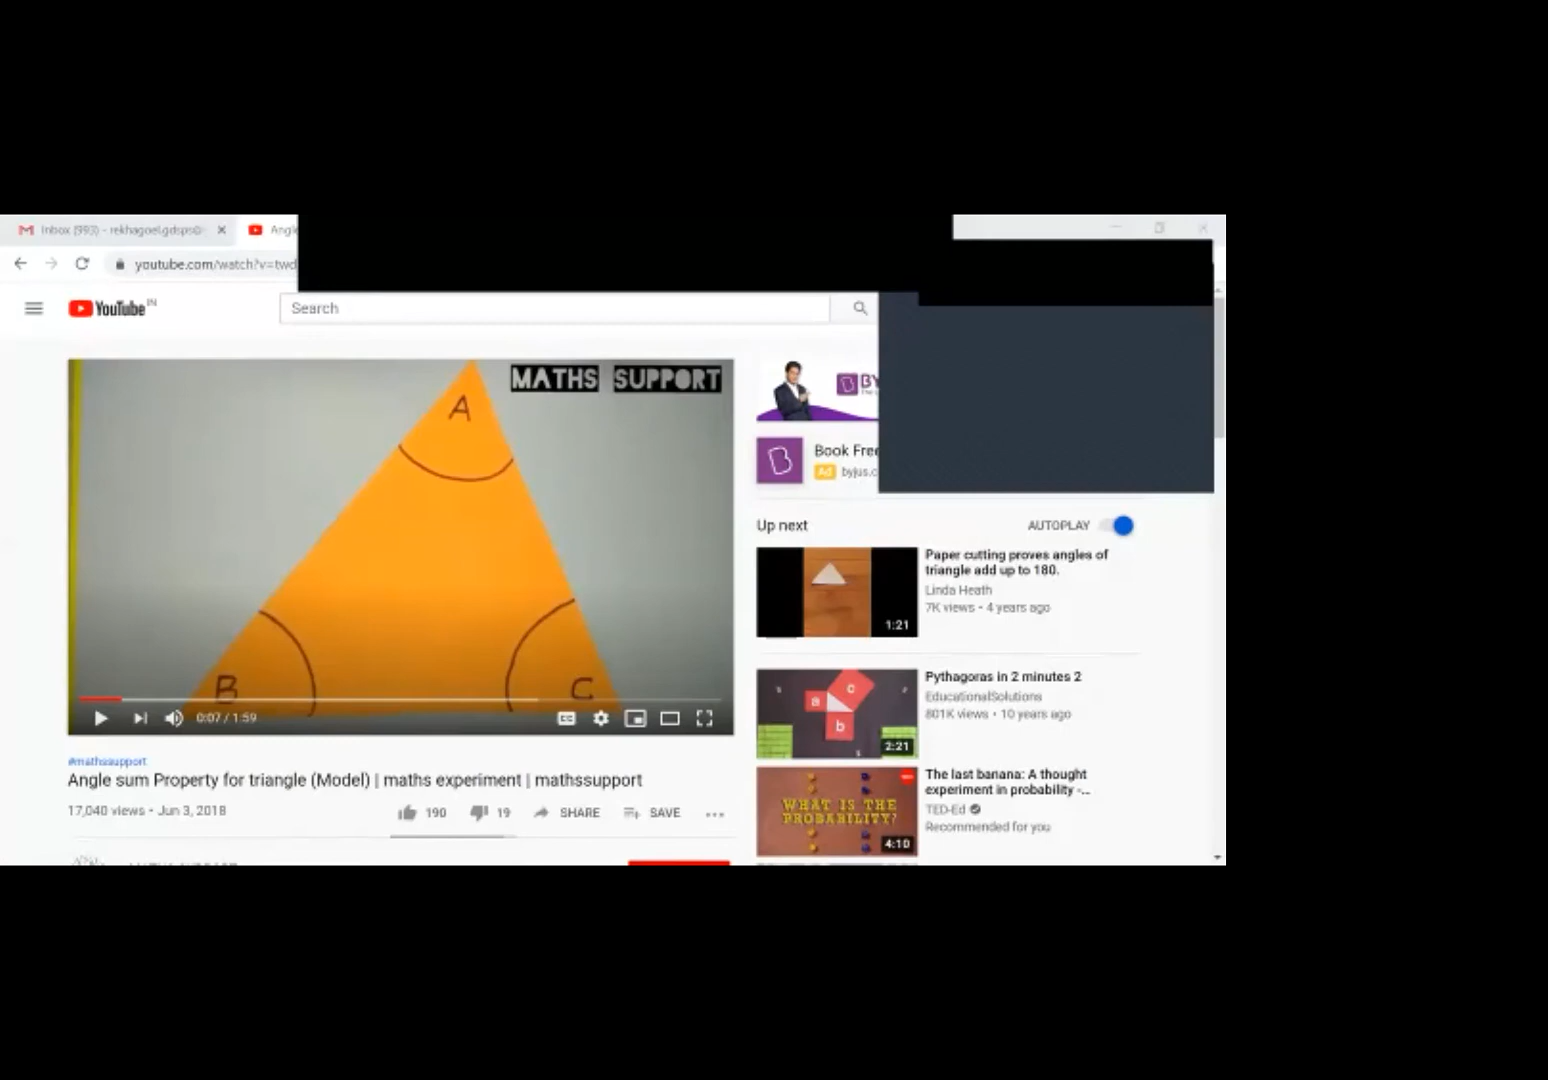 Inbox (993) - rekhagoel.gdsps@
Angle
youtube.com/watch?v=twd
YouTube IN
Search
MATHS SUPPORT
A
B
C
0:07 / 1:59
CC
#mathssupport
Angle sum Property for triangle (Model) | maths experiment | mathssupport
17,040 views • Jun 3, 2018
190
19
SHARE
SAVE
BY
Book Free
Ad byjus.c
Up next
AUTOPLAY
Paper cutting proves angles of
triangle add up to 180.
Linda Heath
7K views • 4 years ago
1:21
a
c
b
2:21
Pythagoras in 2 minutes 2
EducationalSolutions
801K views • 10 years ago
WHAT IS THE
PROBABILITY?
4:10
The last banana: A thought
experiment in probability -...
TED-Ed
Recommended for you